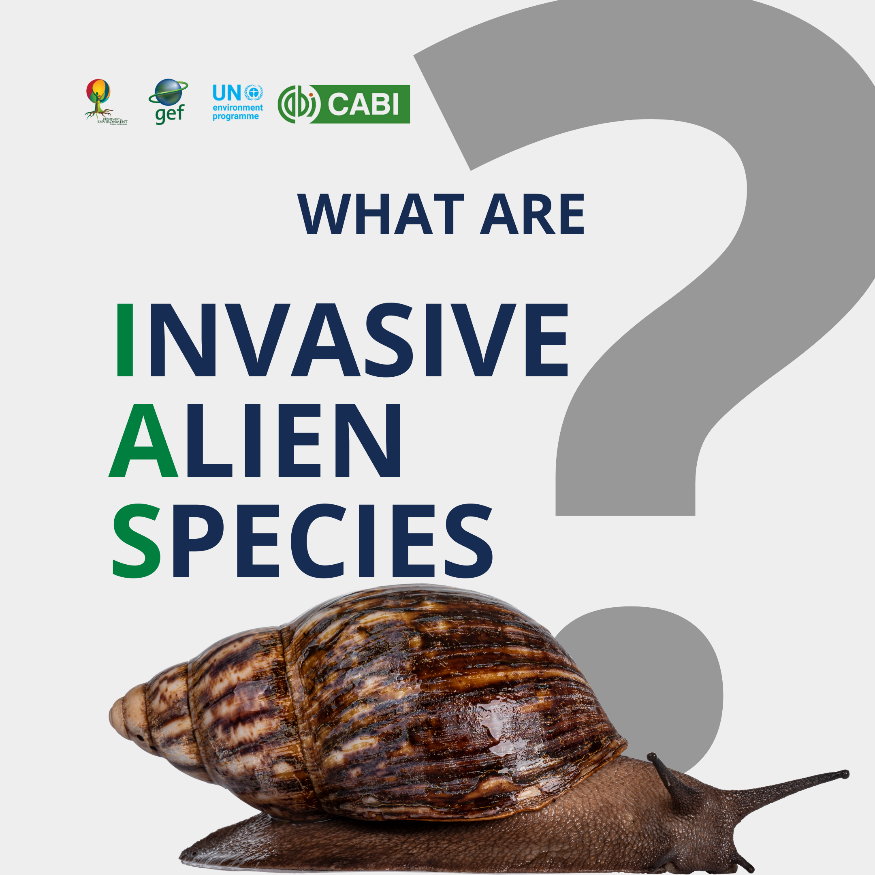 gef
UN
environment
programme
CABI
WHAT ARE
INVASIVE
ALIEN
SPECIES
?